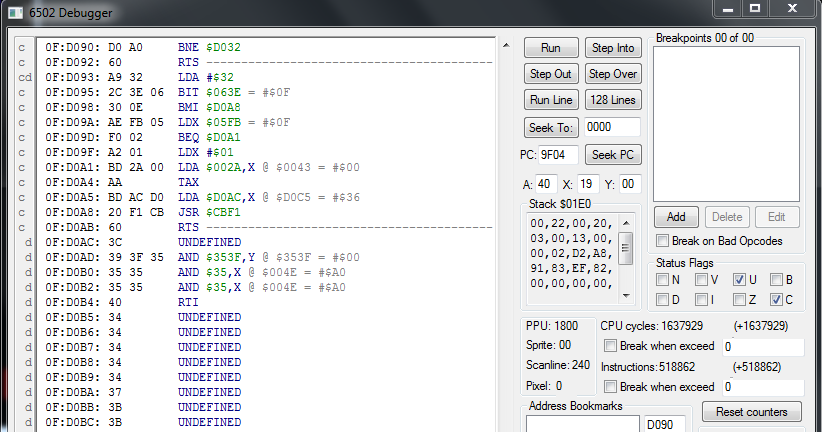 6502 Debugger
c 0F:D090: D0 A0 BNE $D032
c 0F:D092: 60 RTS -----------------------------------------
cd 0F:D093: A9 32 LDA #$32
c 0F:D095: 2C 3E 06 BIT $063E = #$0F
c 0F:D098: 30 0E BMI $D0A8
c 0F:D09A: AE FB 05 LDX $05FB = #$0F
c 0F:D09D: F0 02 BEQ $D0A1
c 0F:D09F: A2 01 LDX #$01
c 0F:D0A1: BD 2A 00 LDA $002A,X @ $0043 = #$00
c 0F:D0A4: AA TAX
c 0F:D0A5: BD AC D0 LDA $D0AC,X @ $D0C5 = #$36
c 0F:D0A8: 20 F1 CB JSR $CBF1
c 0F:D0AB: 60 RTS -----------------------------------------
d 0F:D0AC: 3C UNDEFINED
d 0F:D0AD: 39 3F 35 AND $353F,Y @ $353F = #$00
d 0F:D0B0: 35 35 AND $35,X @ $004E = #$A0
d 0F:D0B2: 35 35 AND $35,X @ $004E = #$A0
d 0F:D0B4: 40 RTI
d 0F:D0B5: 34 UNDEFINED
d 0F:D0B6: 34 UNDEFINED
d 0F:D0B7: 34 UNDEFINED
d 0F:D0B8: 34 UNDEFINED
d 0F:D0B9: 34 UNDEFINED
d 0F:D0BA: 37 UNDEFINED
d 0F:D0BB: 3B UNDEFINED
d 0F:D0BC: 3B UNDEFINED
Run Step Into
Step Out Step Over
Run Line 128 Lines
Seek To: 0000
PC: 9F04 Seek PC
A: 40 X: 19 Y: 00
Stack $01E0
00,22,00,20,
03,00,13,00,
00,02,D2,A8,
91,83,EF,82,
00,00,00,00,
Breakpoints 00 of 00
Add Delete Edit
Break on Bad Opcodes
Status Flags
N V U B
D I Z C
PPU: 1800 CPU cycles: 1637929 (+1637929)
Sprite: 00 Break when exceed 0
Scanline: 240 Instructions: 518862 (+518862)
Pixel: 0 Break when exceed 0
Address Bookmarks Reset counters
D090